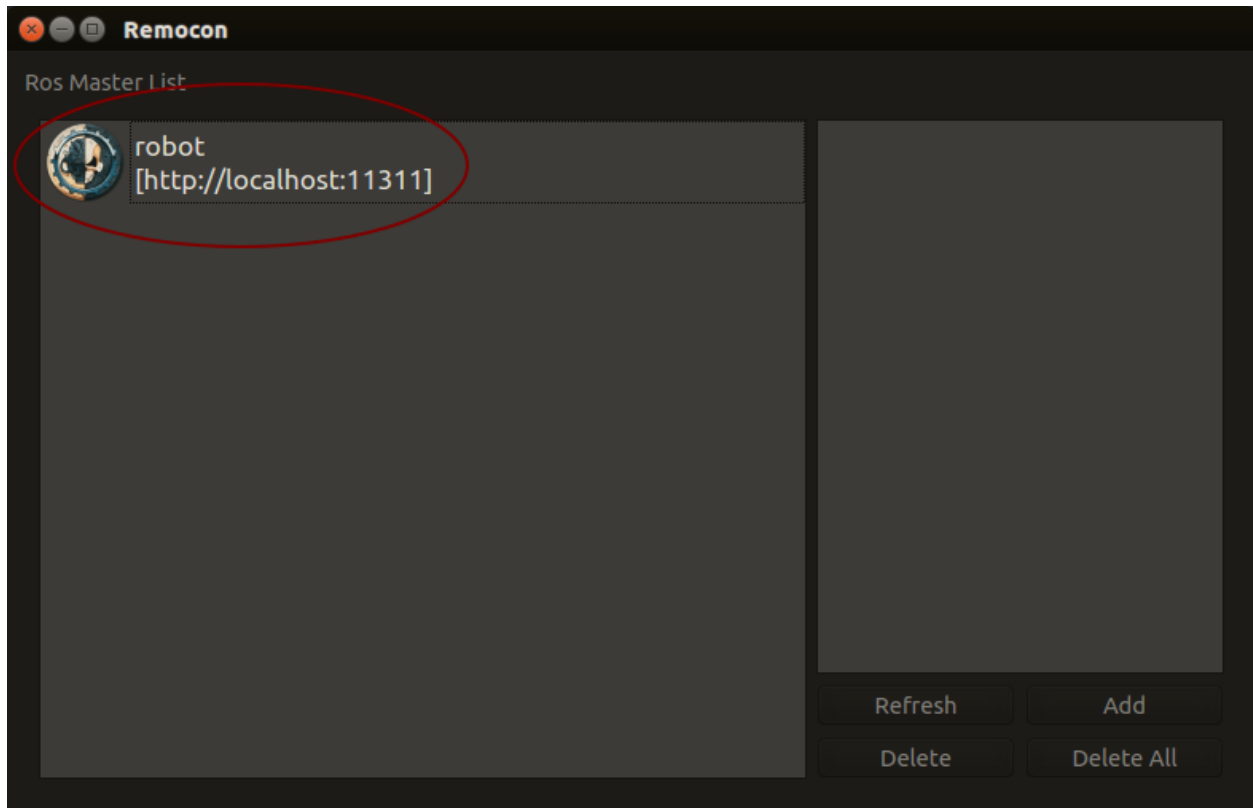 Remocon
Ros Master List
robot
[http://localhost:11311]
Refresh
Add
Delete
Delete All